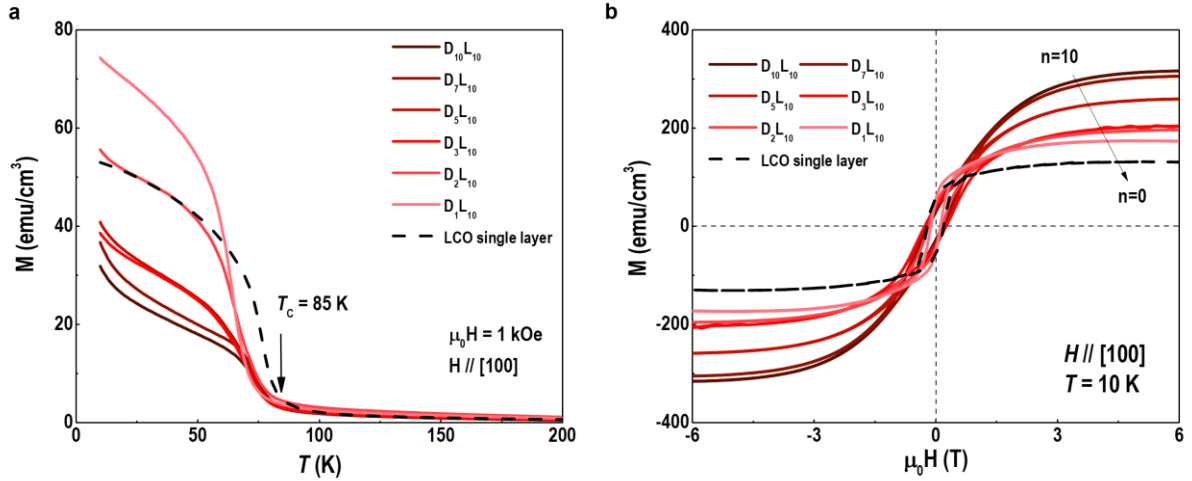 a
80
60
40
20
0
M (emu/cm³)
D₁₀L₁₀
D₇L₁₀
D₅L₁₀
D₃L₁₀
D₂L₁₀
D₁L₁₀
LCO single layer
T_C = 85 K
μ₀H = 1 kOe
H // [100]
0 50 100 150 200
T (K)
b
400
200
0
-200
-400
M (emu/cm³)
D₁₀L₁₀ D₇L₁₀
D₅L₁₀ D₃L₁₀
D₂L₁₀ D₁L₁₀
LCO single layer
n=10
n=0
H // [100]
T = 10 K
-6 -3 0 3 6
μ₀H (T)